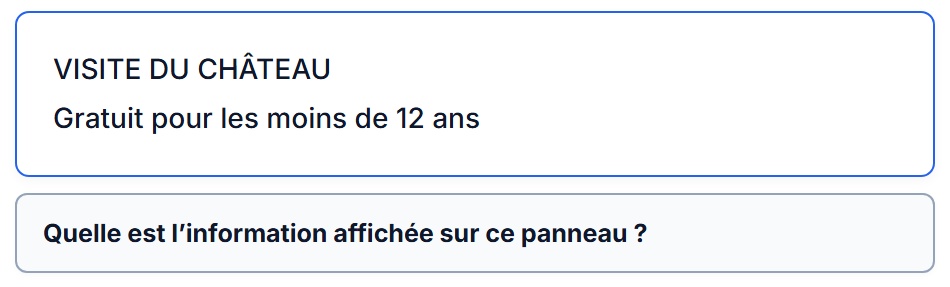 VISITE DU CHÂTEAU
Gratuit pour les moins de 12 ans
Quelle est l’information affichée sur ce panneau ?